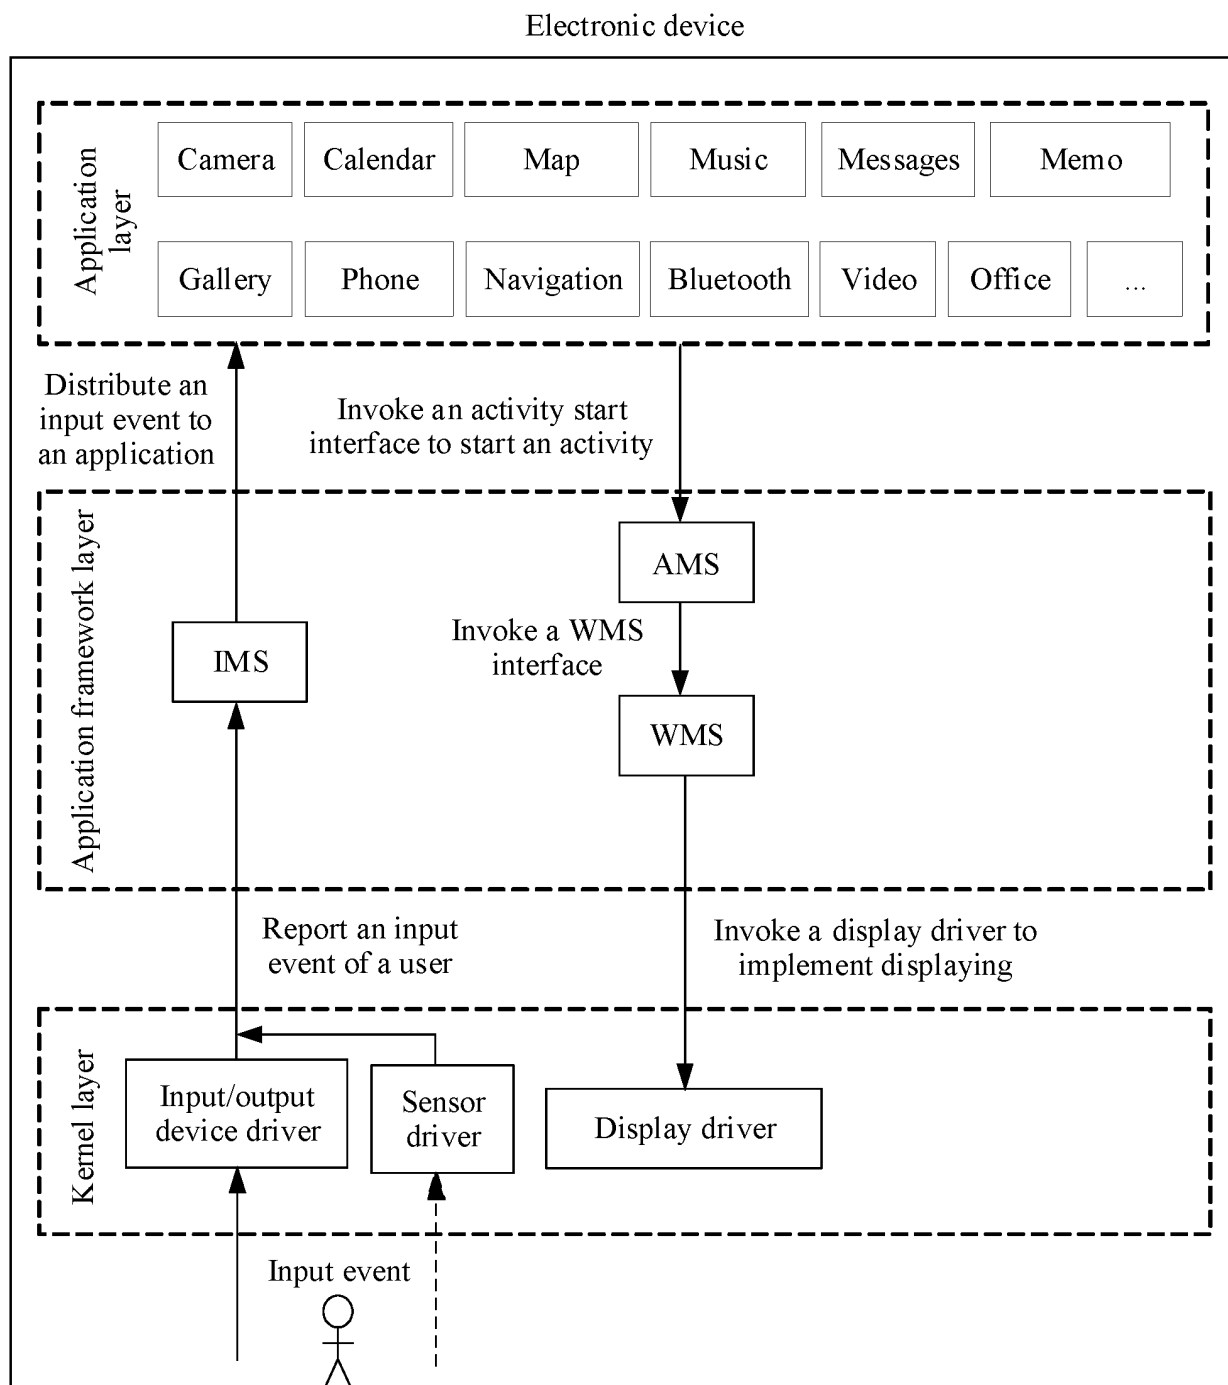 Electronic device
Application
layer
Camera
Calendar
Map
Music
Messages
Memo
Gallery
Phone
Navigation
Bluetooth
Video
Office
...
Distribute an
input event to
an application
Invoke an activity start
interface to start an activity
Application framework layer
AMS
Invoke a WMS
interface
IMS
WMS
Report an input
event of a user
Invoke a display driver to
implement displaying
Kernel layer
Input/output
device driver
Sensor
driver
Display driver
Input event